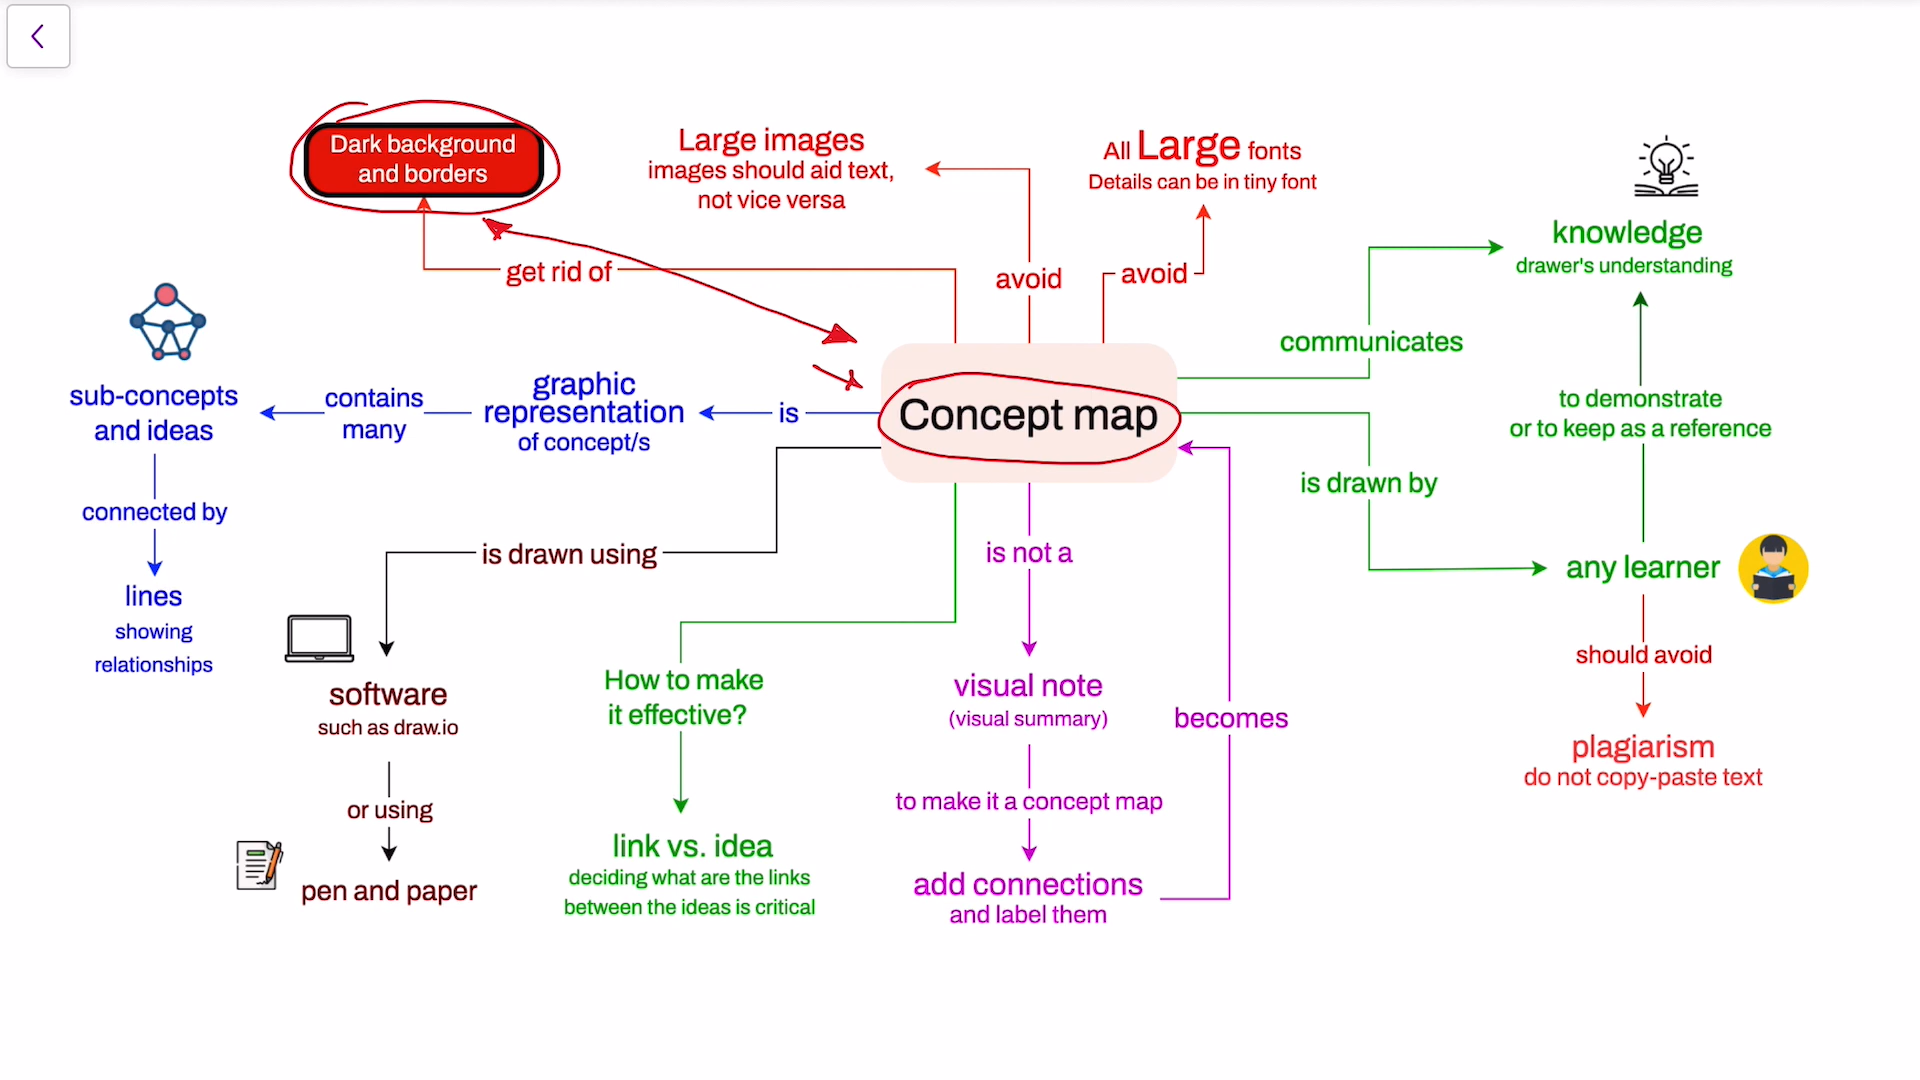 Dark background
and borders
Large images
images should aid text,
not vice versa
All Large fonts
Details can be in tiny font
knowledge
drawer's understanding
get rid of
avoid
avoid
communicates
sub-concepts
and ideas
contains
many
graphic
representation
of concept/s
is
Concept map
to demonstrate
or to keep as a reference
is drawn by
connected by
is drawn using
is not a
any learner
lines
showing
relationships
should avoid
software
such as draw.io
How to make
it effective?
visual note
(visual summary)
becomes
plagiarism
do not copy-paste text
or using
to make it a concept map
link vs. idea
deciding what are the links
between the ideas is critical
pen and paper
add connections
and label them